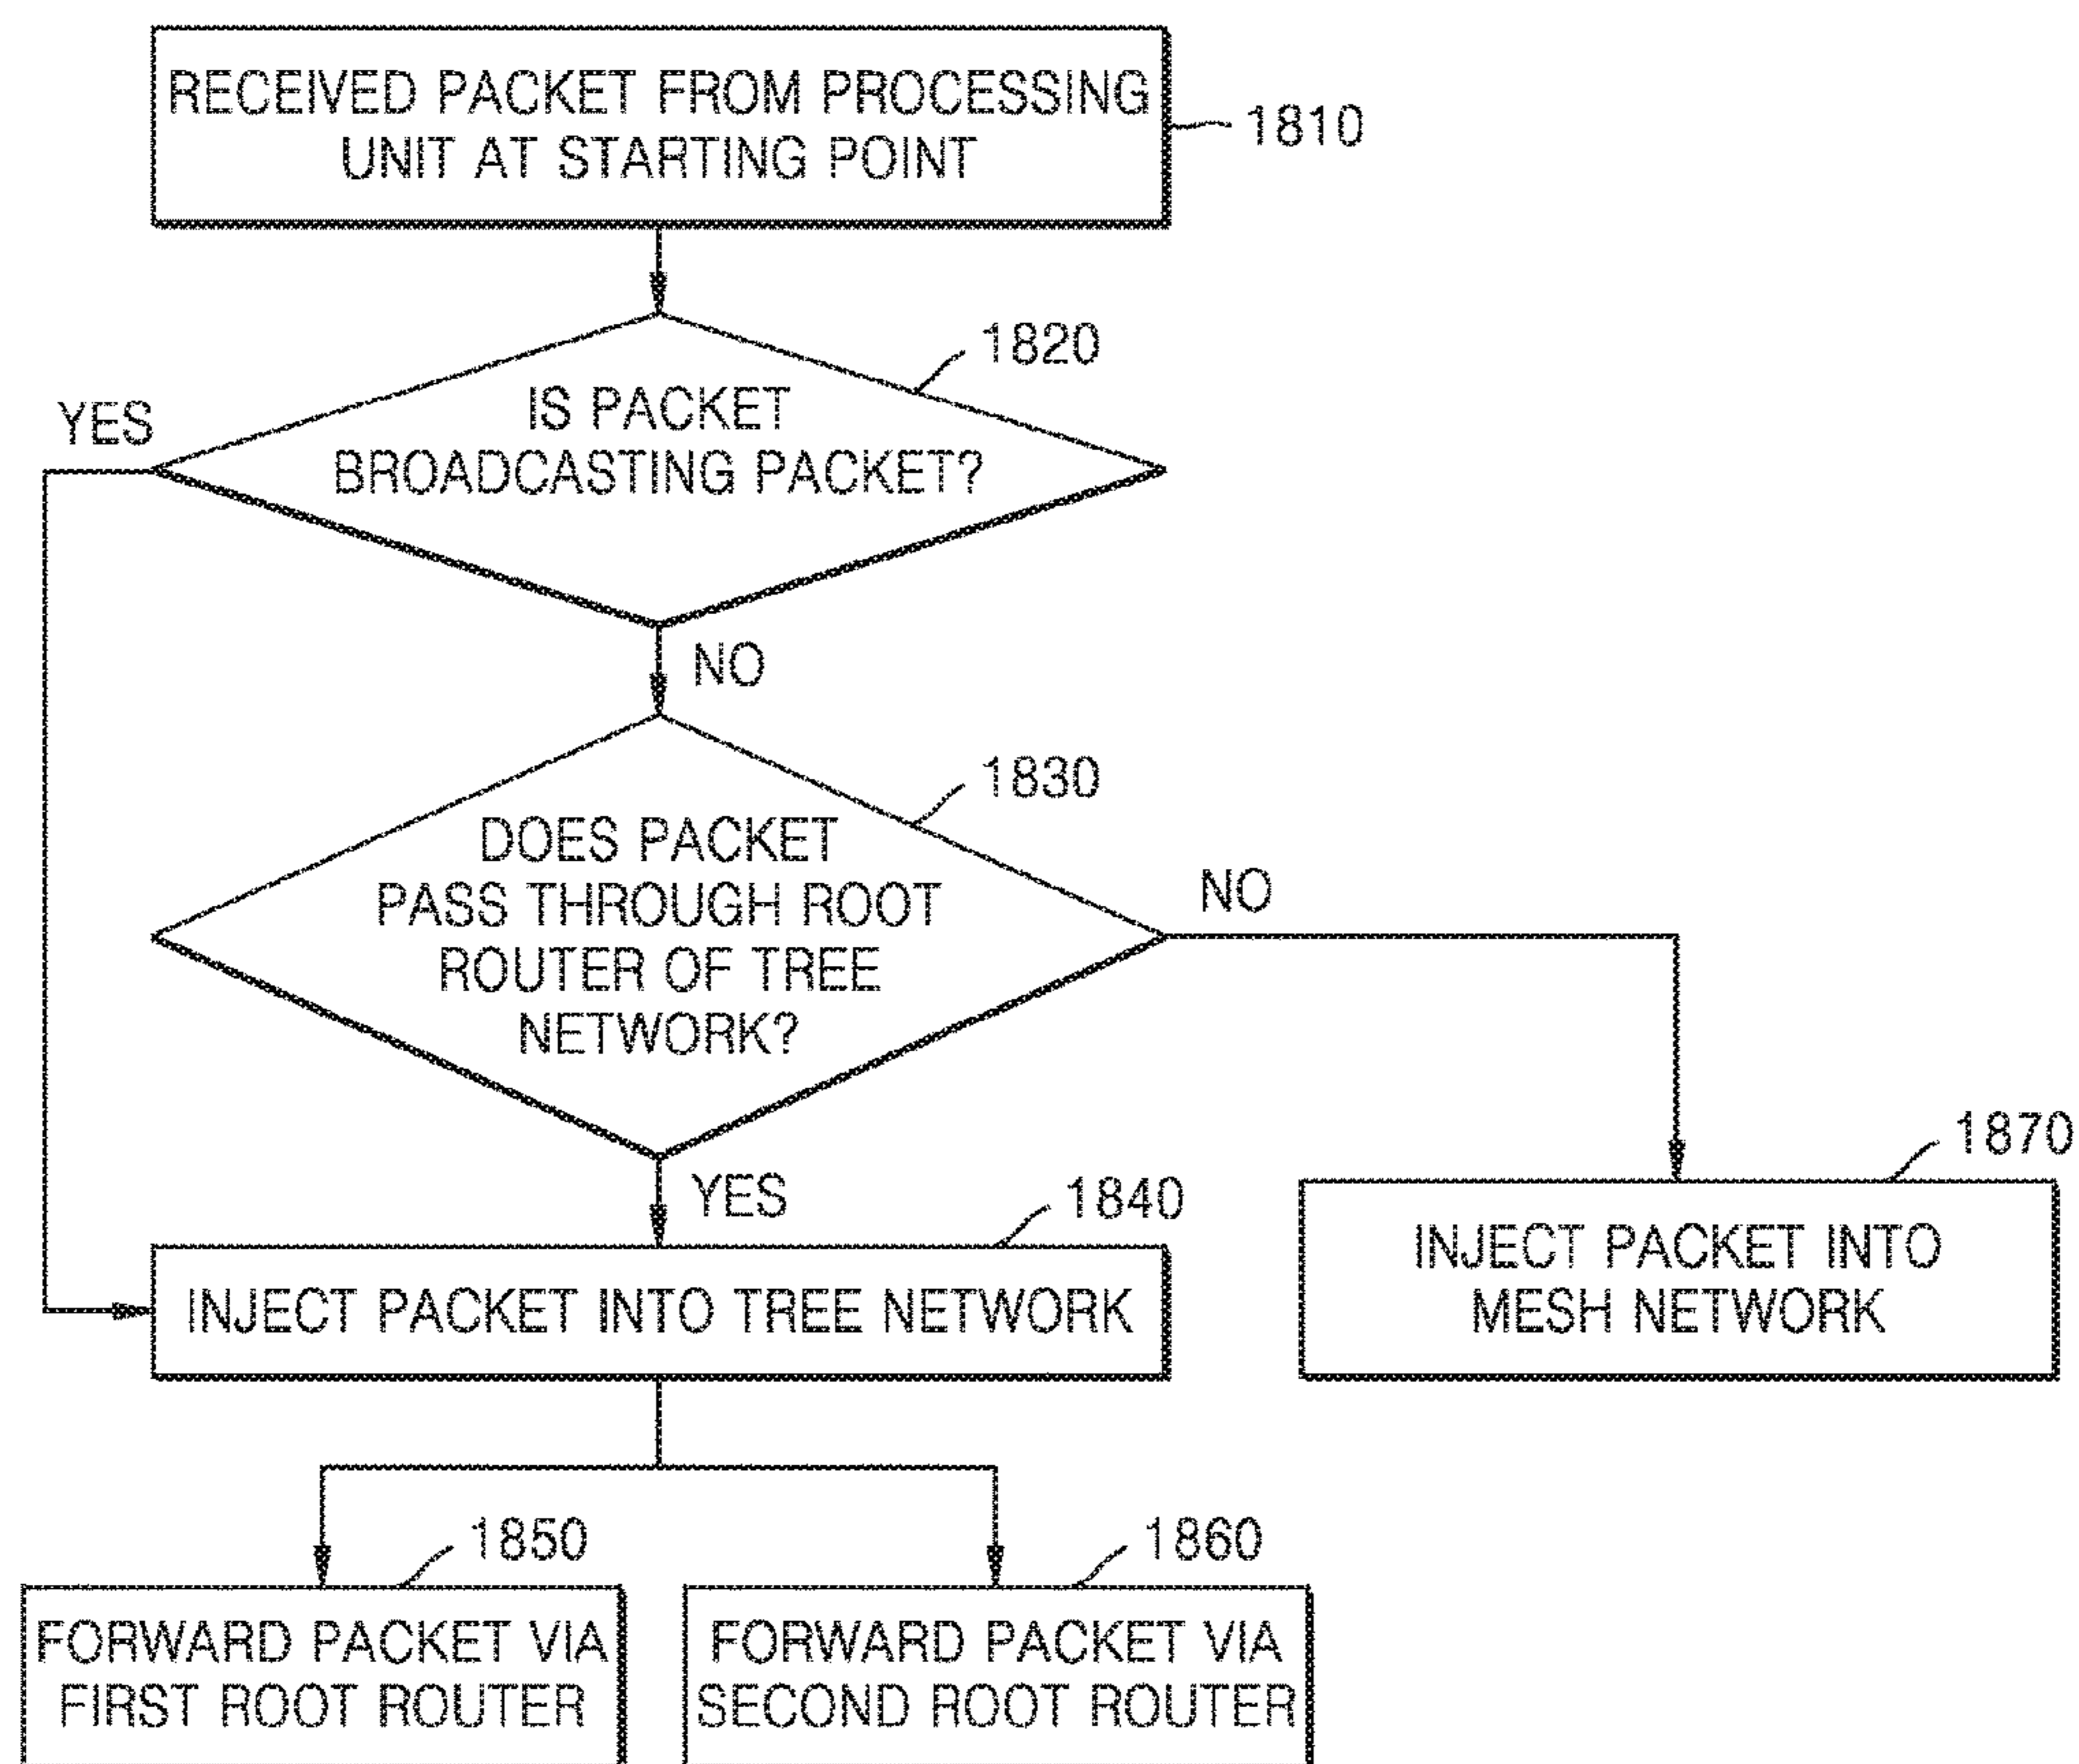 RECEIVED PACKET FROM PROCESSING
UNIT AT STARTING POINT
1810
1820
IS PACKET
BROADCASTING PACKET?
YES
NO
1830
DOES PACKET
PASS THROUGH ROOT
ROUTER OF TREE
NETWORK?
NO
YES
1840
INJECT PACKET INTO TREE NETWORK
1870
INJECT PACKET INTO
MESH NETWORK
1850
FORWARD PACKET VIA
FIRST ROOT ROUTER
1860
FORWARD PACKET VIA
SECOND ROOT ROUTER